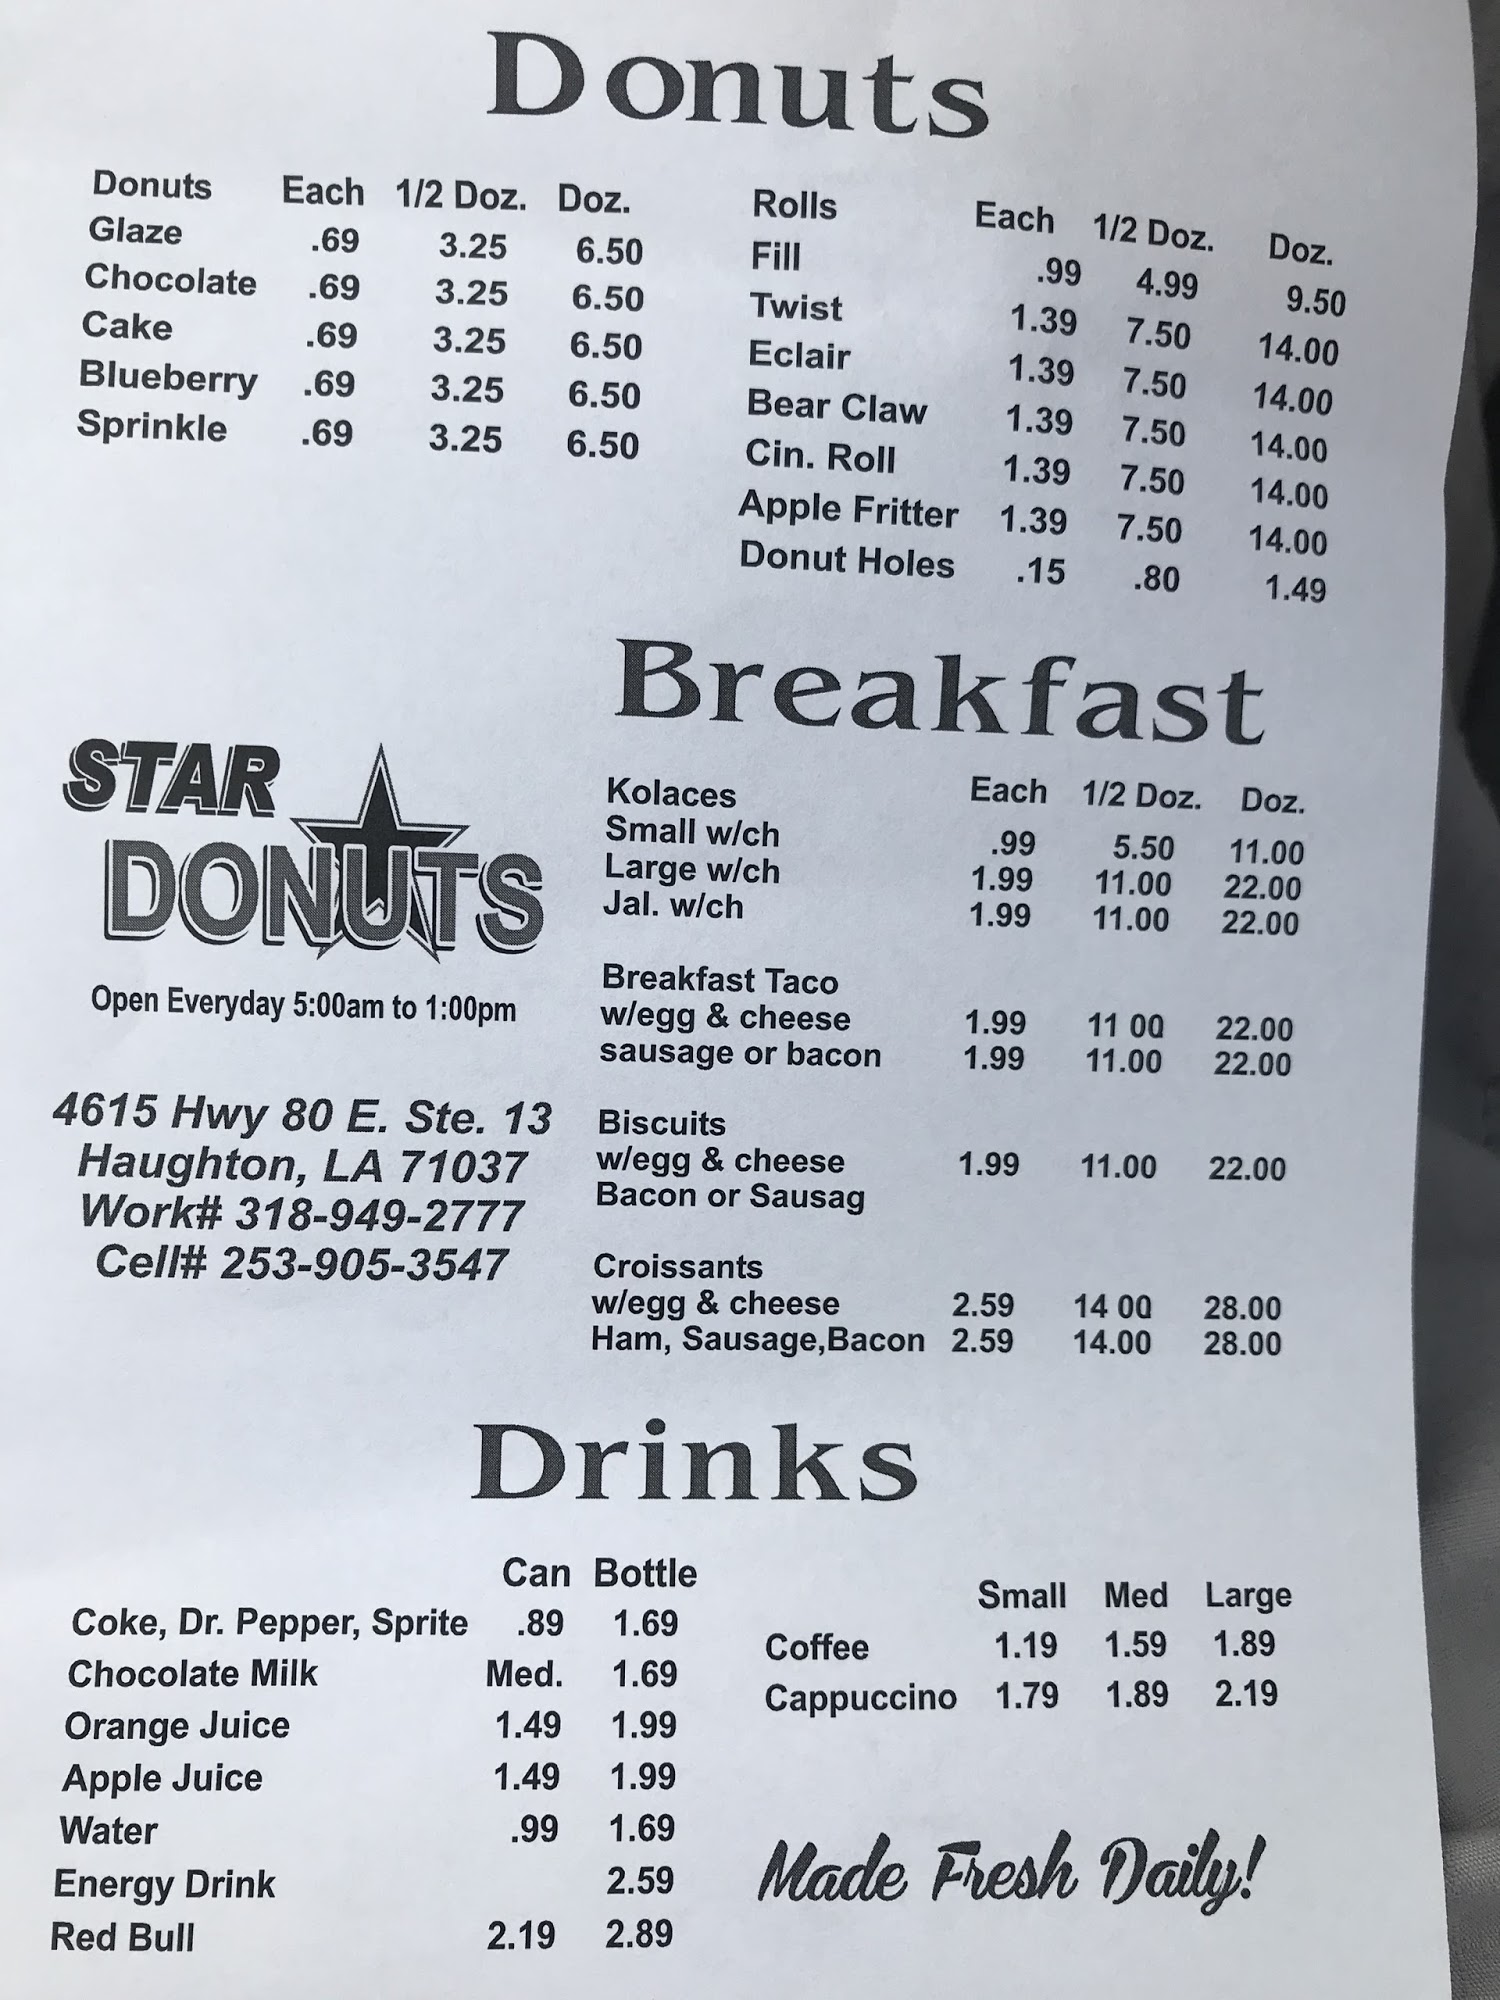 Donuts
Donuts Each 1/2 Doz. Doz.
Glaze .69 3.25 6.50
Chocolate .69 3.25 6.50
Cake .69 3.25 6.50
Blueberry .69 3.25 6.50
Sprinkle .69 3.25 6.50
Rolls Each 1/2 Doz. Doz.
Fill .99 4.99 9.50
Twist 1.39 7.50 14.00
Eclair 1.39 7.50 14.00
Bear Claw 1.39 7.50 14.00
Cin. Roll 1.39 7.50 14.00
Apple Fritter 1.39 7.50 14.00
Donut Holes .15 .80 1.49
STAR
DONUTS
Open Everyday 5:00am to 1:00pm
4615 Hwy 80 E. Ste. 13
Haughton, LA 71037
Work# 318-949-2777
Cell# 253-905-3547
Breakfast
Kolaces Each 1/2 Doz. Doz.
Small w/ch .99 5.50 11.00
Large w/ch 1.99 11.00 22.00
Jal. w/ch 1.99 11.00 22.00
Breakfast Taco
w/egg & cheese 1.99 11 00 22.00
sausage or bacon 1.99 11.00 22.00
Biscuits
w/egg & cheese 1.99 11.00 22.00
Bacon or Sausag
Croissants
w/egg & cheese 2.59 14 00 28.00
Ham, Sausage,Bacon 2.59 14.00 28.00
Drinks
Can Bottle
Coke, Dr. Pepper, Sprite .89 1.69
Chocolate Milk Med. 1.69
Orange Juice 1.49 1.99
Apple Juice 1.49 1.99
Water .99 1.69
Energy Drink 2.59
Red Bull 2.19 2.89
Small Med Large
Coffee 1.19 1.59 1.89
Cappuccino 1.79 1.89 2.19
Made Fresh Daily!